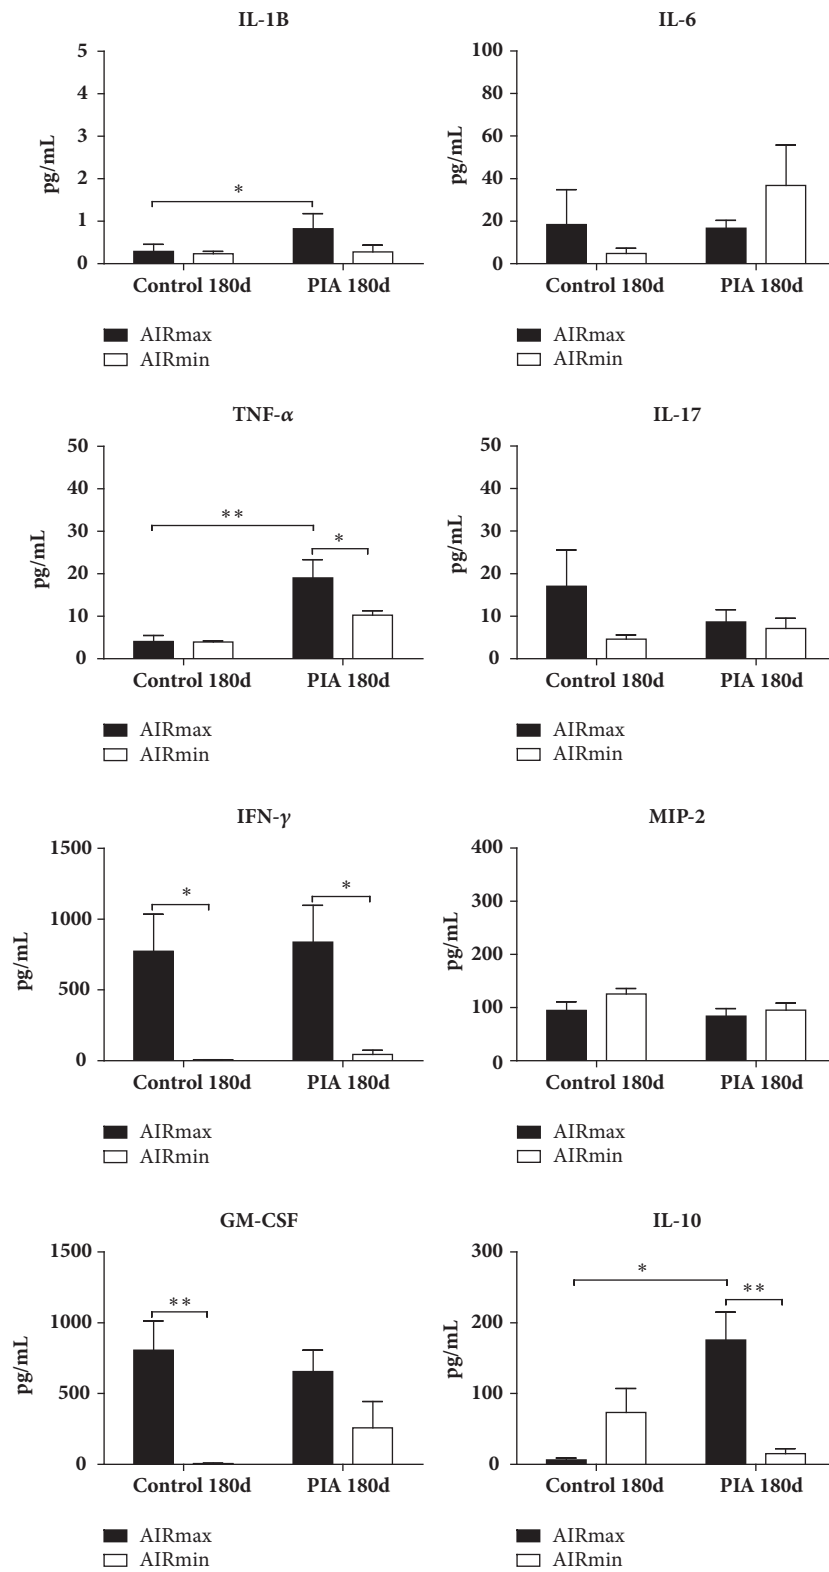 IL-1B
5
4
3
2
1
0
pg/mL
*
Control 180d PIA 180d
AIRmax
AIRmin
IL-6
100
80
60
40
20
0
pg/mL
Control 180d PIA 180d
AIRmax
AIRmin
TNF-α
50
40
30
20
10
0
pg/mL
**
*
Control 180d PIA 180d
AIRmax
AIRmin
IL-17
50
40
30
20
10
0
pg/mL
Control 180d PIA 180d
AIRmax
AIRmin
IFN-γ
1500
1000
500
0
pg/mL
*
*
Control 180d PIA 180d
AIRmax
AIRmin
MIP-2
400
300
200
100
0
pg/mL
Control 180d PIA 180d
AIRmax
AIRmin
GM-CSF
1500
1000
500
0
pg/mL
**
Control 180d PIA 180d
AIRmax
AIRmin
IL-10
300
200
100
0
pg/mL
*
**
Control 180d PIA 180d
AIRmax
AIRmin